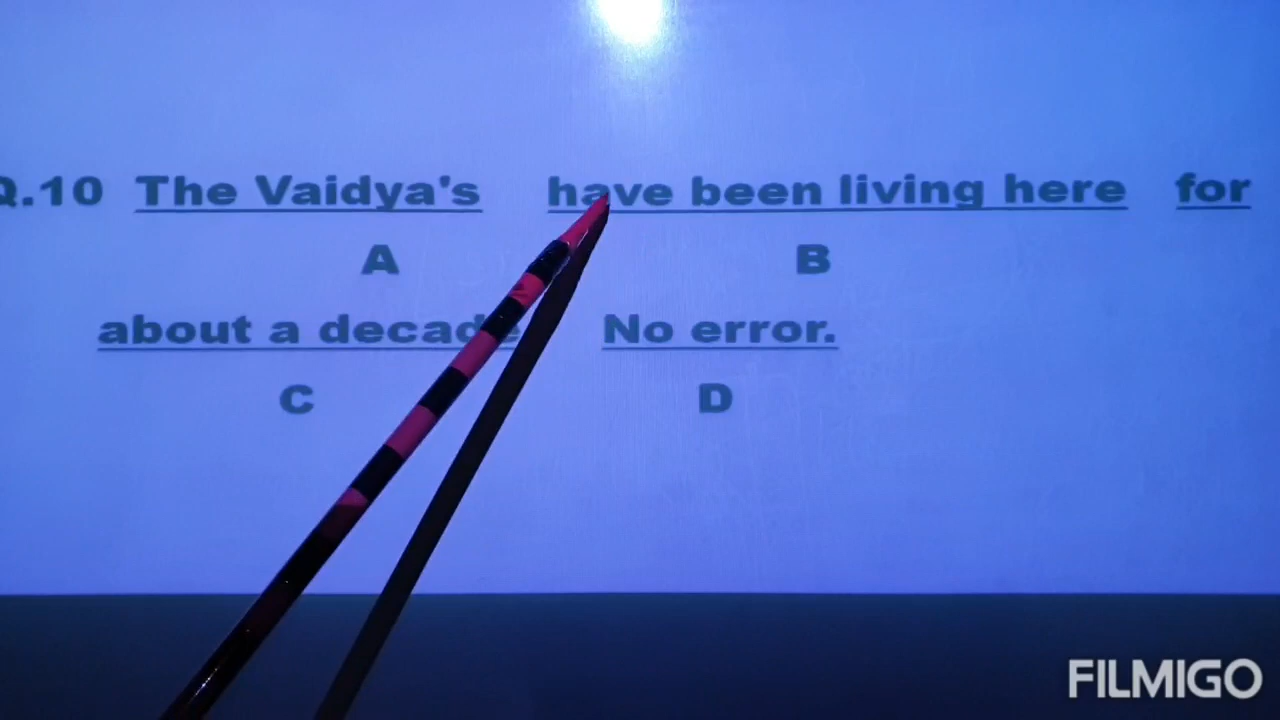 Q.10 The Vaidya's have been living here for
A B
about a decade No error.
C D
FILMIGO